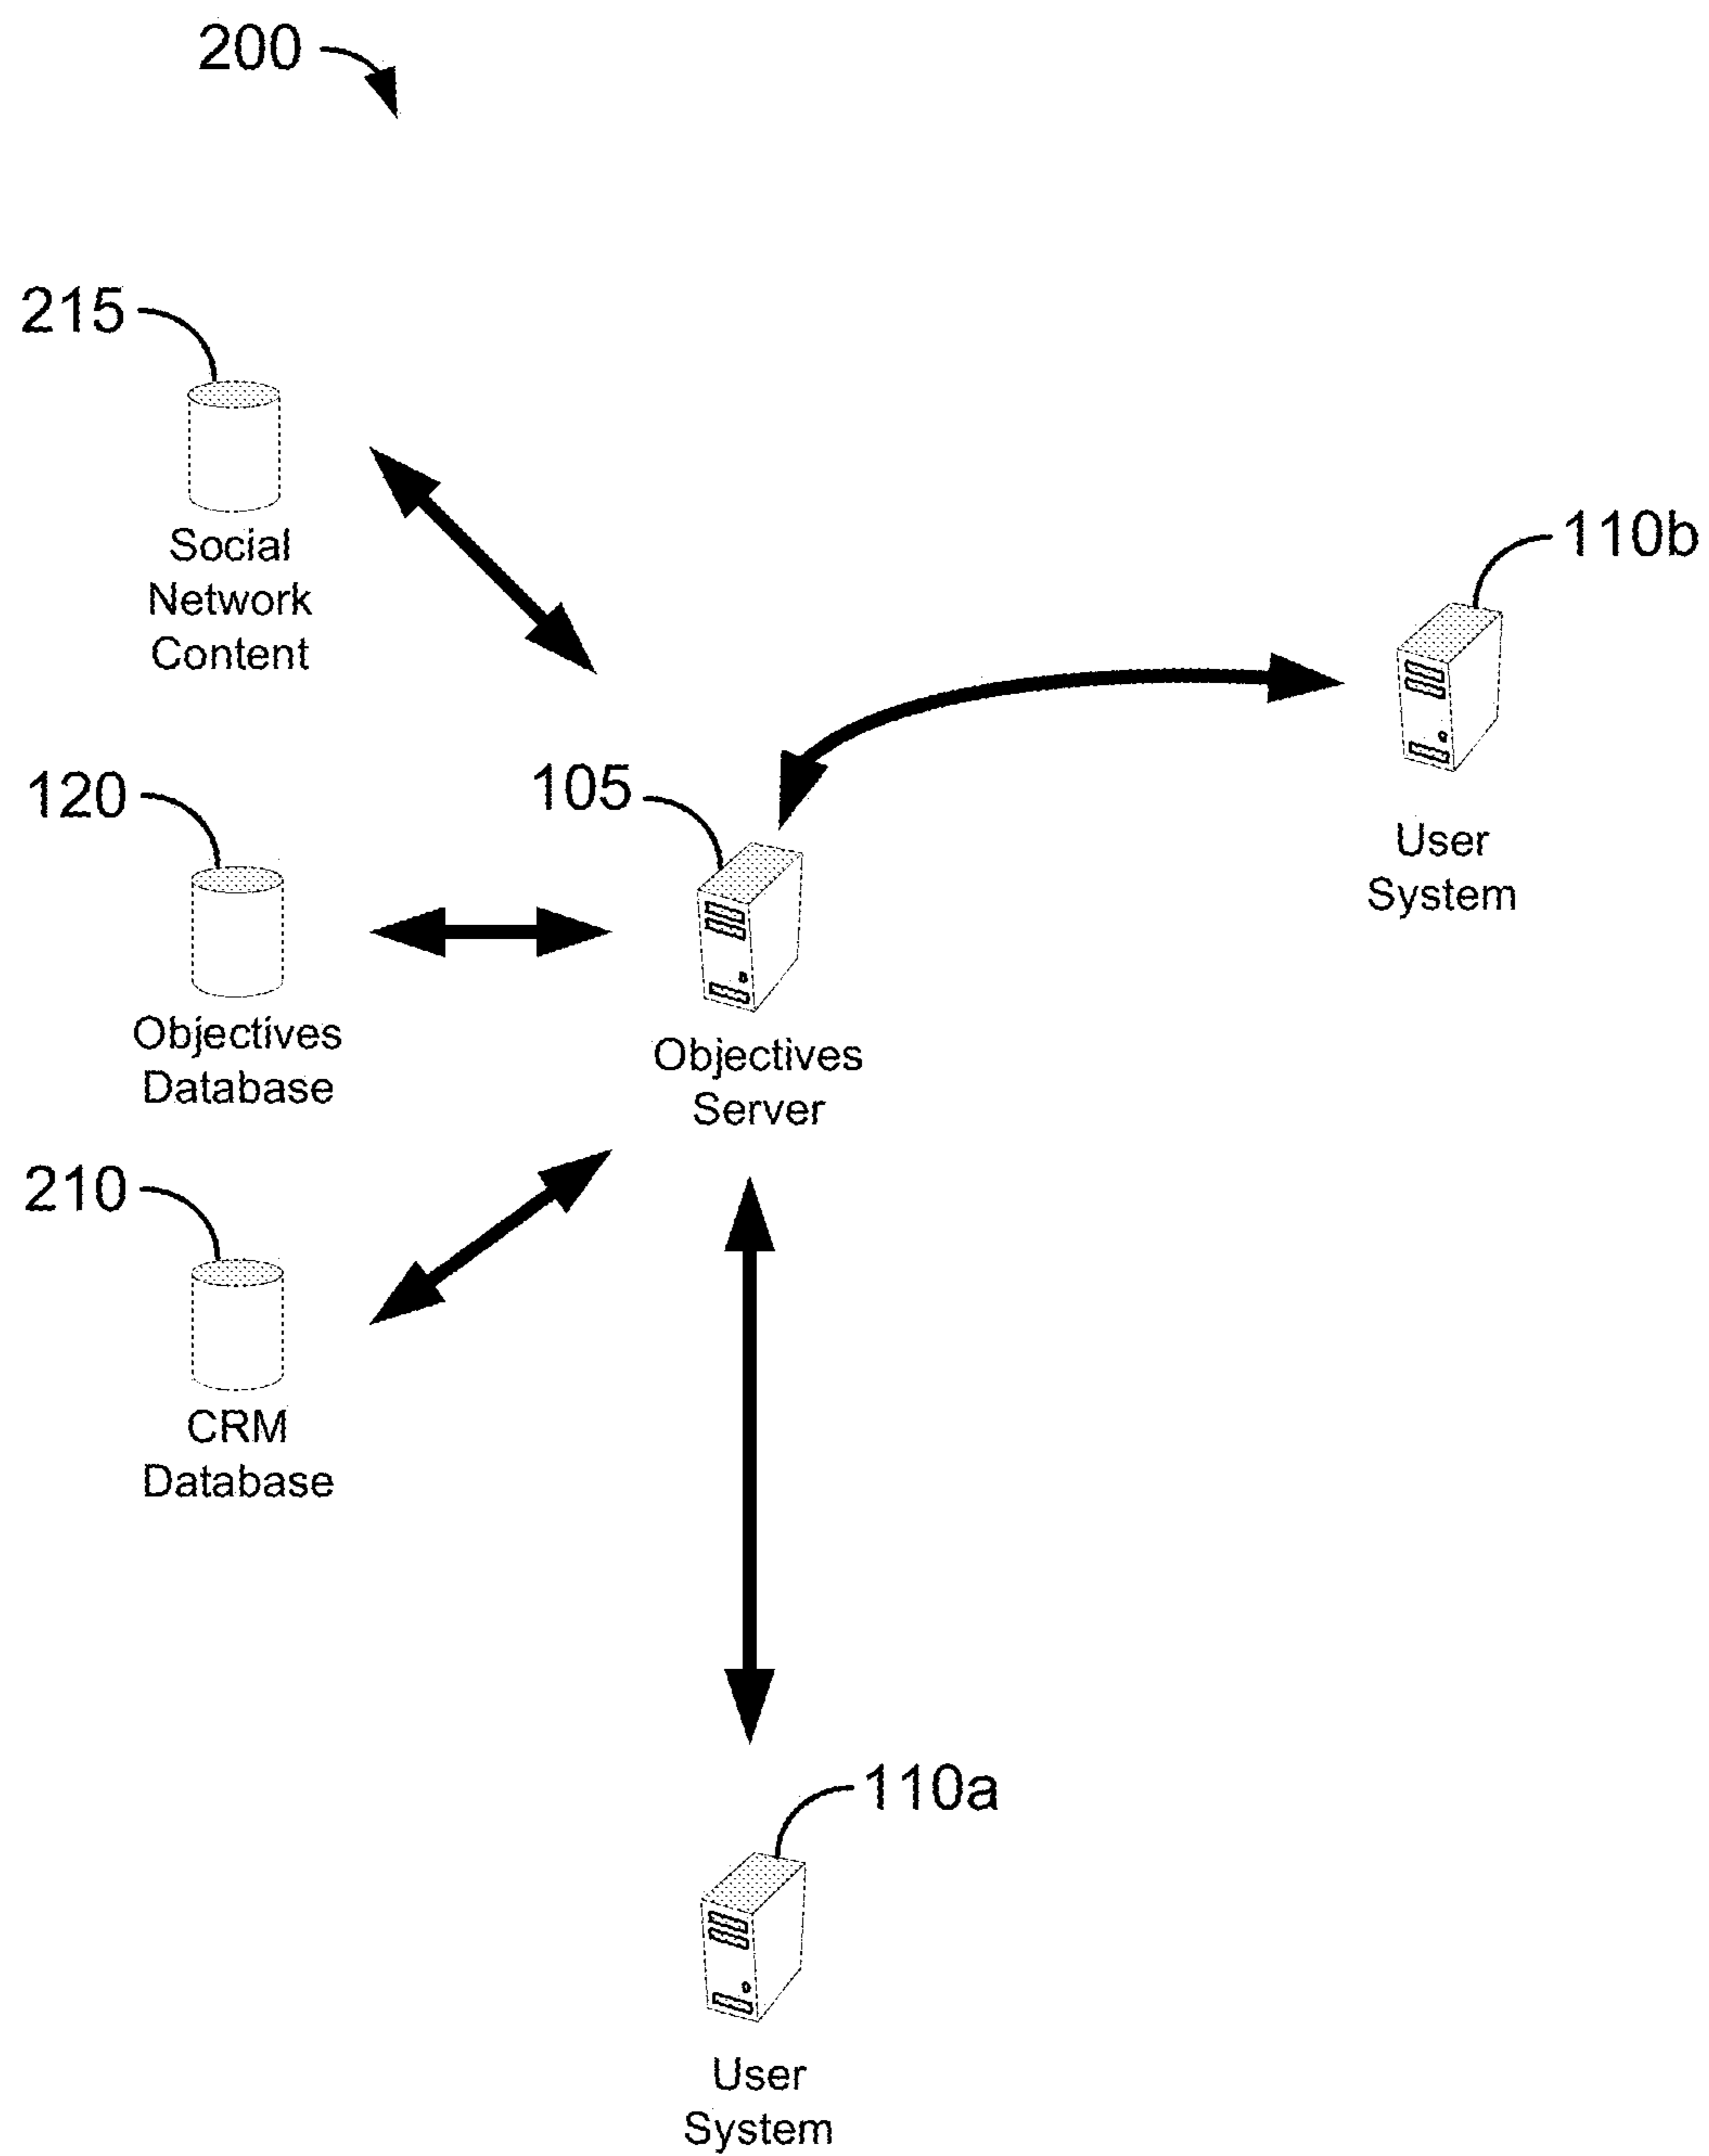 200
215
Social
Network
Content
110b
User
System
120
Objectives
Database
105
Objectives
Server
210
CRM
Database
110a
User
System